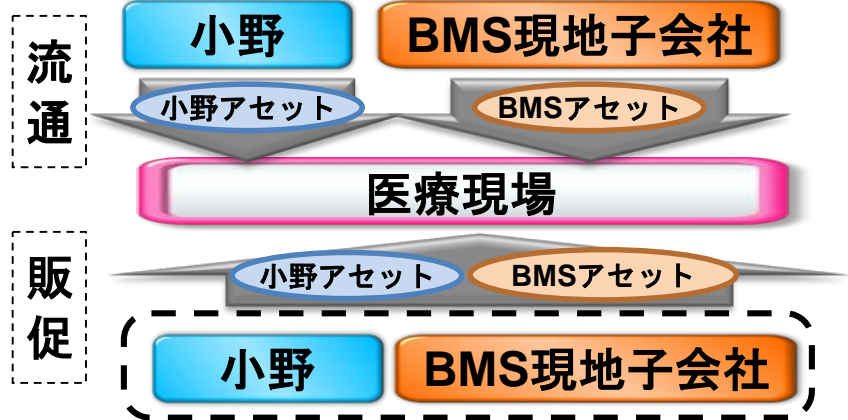 流通
小野
BMS現地子会社
小野アセット
BMSアセット
医療現場
販促
小野アセット
BMSアセット
小野
BMS現地子会社